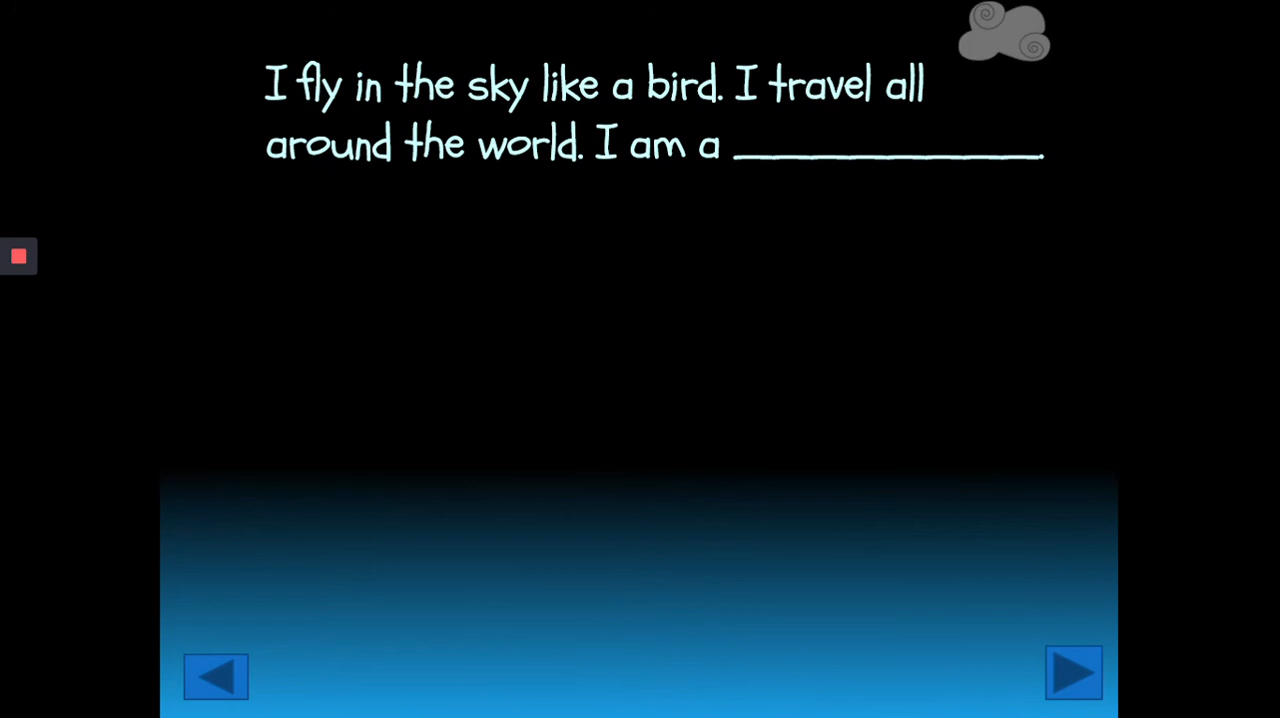 I fly in the sky like a bird. I travel all
around the world. I am a ______________.